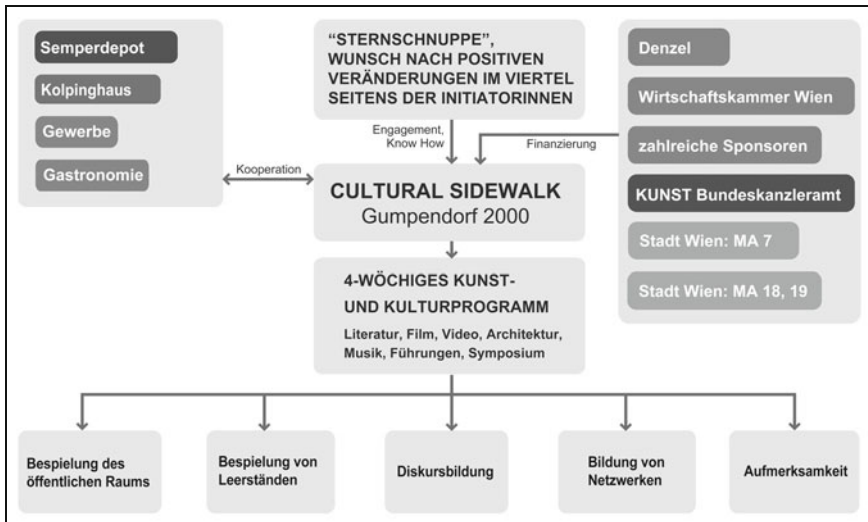 Semperdepot
Kolpinghaus
Gewerbe
Gastronomie
Kooperation
“STERNSCHNUPPE”,
WUNSCH NACH POSITIVEN
VERÄNDERUNGEN IM VIERTEL
SEITENS DER INITIATORINNEN
Engagement,
Know How
Finanzierung
Denzel
Wirtschaftskammer Wien
zahlreiche Sponsoren
KUNST Bundeskanzleramt
Stadt Wien: MA 7
Stadt Wien: MA 18, 19
CULTURAL SIDEWALK
Gumpendorf 2000
4-WÖCHIGES KUNST-
UND KULTURPROGRAMM
Literatur, Film, Video, Architektur,
Musik, Führungen, Symposium
Bespielung des
öffentlichen Raums
Bespielung von
Leerständen
Diskursbildung
Bildung von
Netzwerken
Aufmerksamkeit